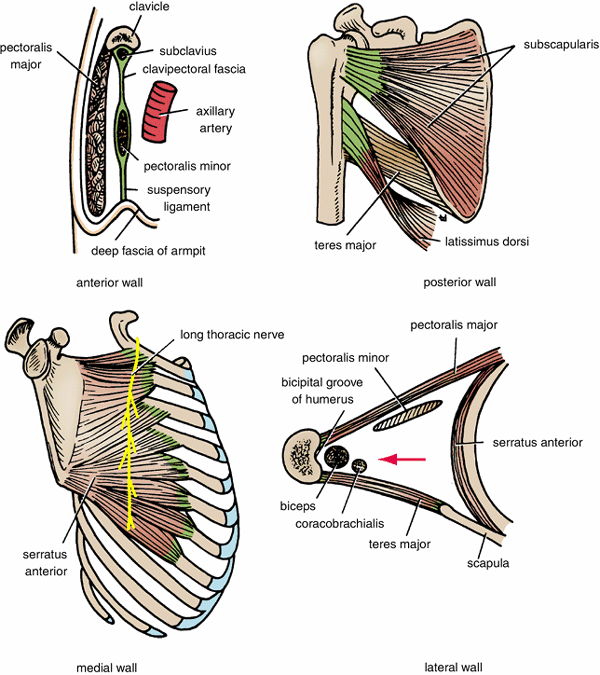 clavicle
pectoralis
major
subclavius
clavipectoral fascia
axillary
artery
pectoralis minor
suspensory
ligament
deep fascia of armpit
anterior wall
subscapularis
teres major
latissimus dorsi
posterior wall
long thoracic nerve
serratus
anterior
medial wall
pectoralis major
pectoralis minor
bicipital groove
of humerus
serratus anterior
biceps
coracobrachialis
teres major
scapula
lateral wall